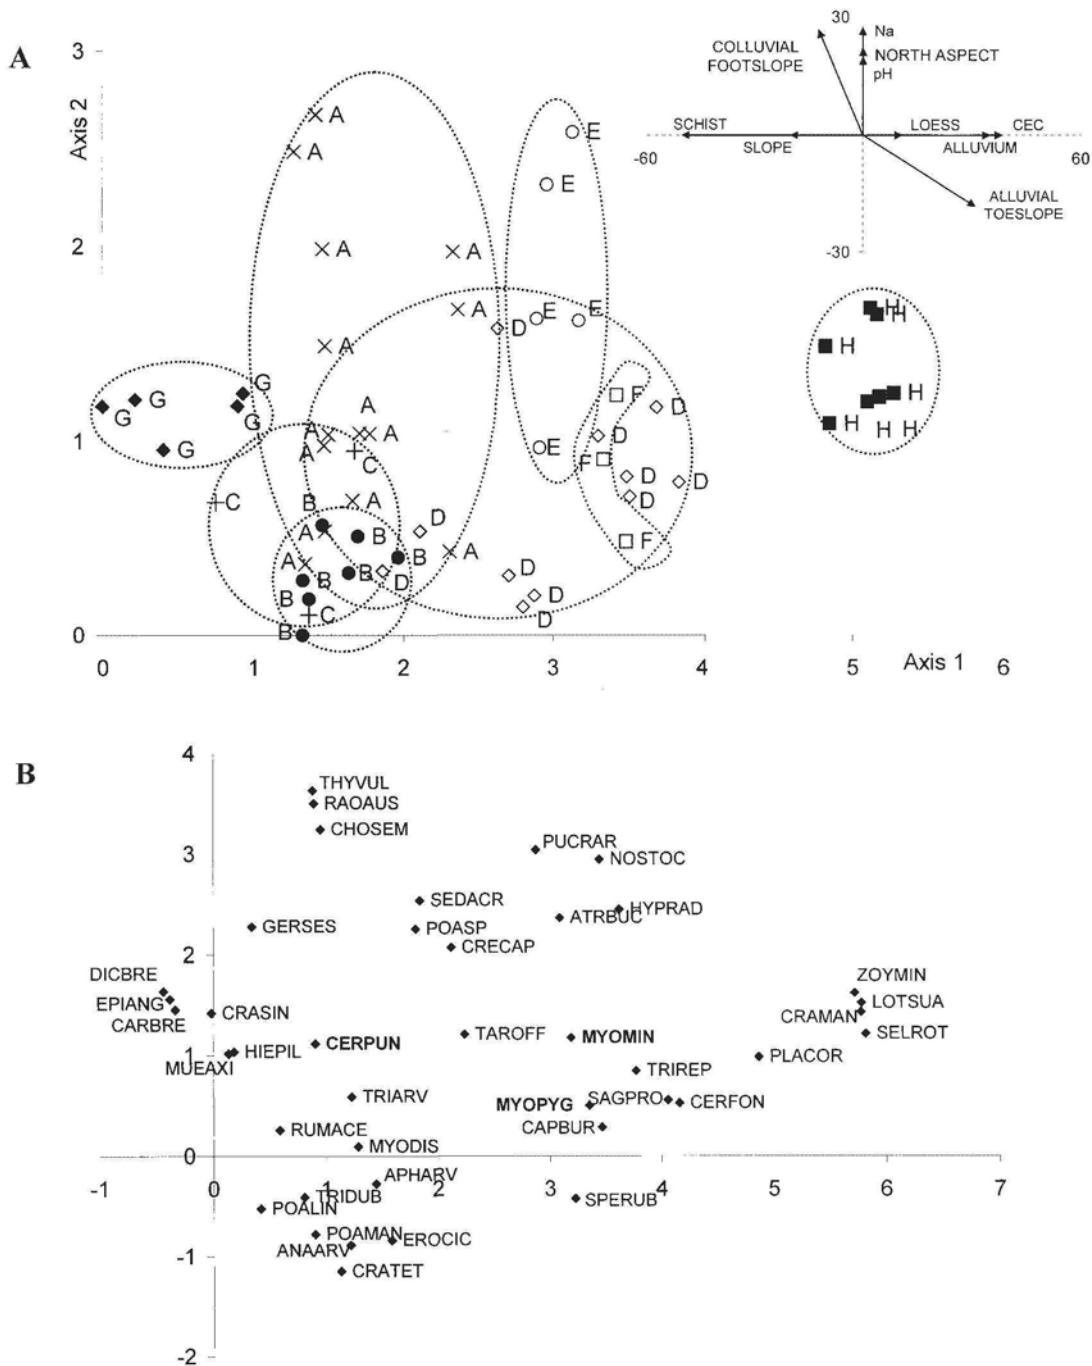 A
Axis 2
3
2
1
0
0
1
2
3
4
5
6
Axis 1
30
Na
NORTH ASPECT
pH
COLLUVIAL
FOOTSLOPE
SCHIST
SLOPE
LOESS
CEC
ALLUVIUM
-60
60
ALLUVIAL
TOESLOPE
-30
A
A
A
A
A
A
A
A
A
A
A
A
A
A
E
E
E
E
E
D
D
D
D
D
D
D
D
D
D
D
F
F
F
G
G
G
G
G
C
C
C
B
B
B
B
B
B
B
H
H
H
H
H
H
H
B
4
3
2
1
0
-1
-2
-1
0
1
2
3
4
5
6
7
THYVUL
RAOAUS
CHOSEM
PUCRAR
NOSTOC
SEDACR
HYPRAD
ATRBUC
GERSES
POASP
CRECAP
DICBRE
ZOYMIN
EPIANG
LOTSUA
CARBRE
CRASIN
CRAMAN
SELROT
CERPUN
TAROFF
MYOMIN
MUEAXI
HIEPIL
PLACOR
TRIREP
TRIARV
MYOPYG
SAGPRO
CERFON
RUMACE
CAPBUR
MYODIS
APHARV
TRIDUB
SPERUB
POALIN
POAMAN
EROCIC
ANAARV
CRATET